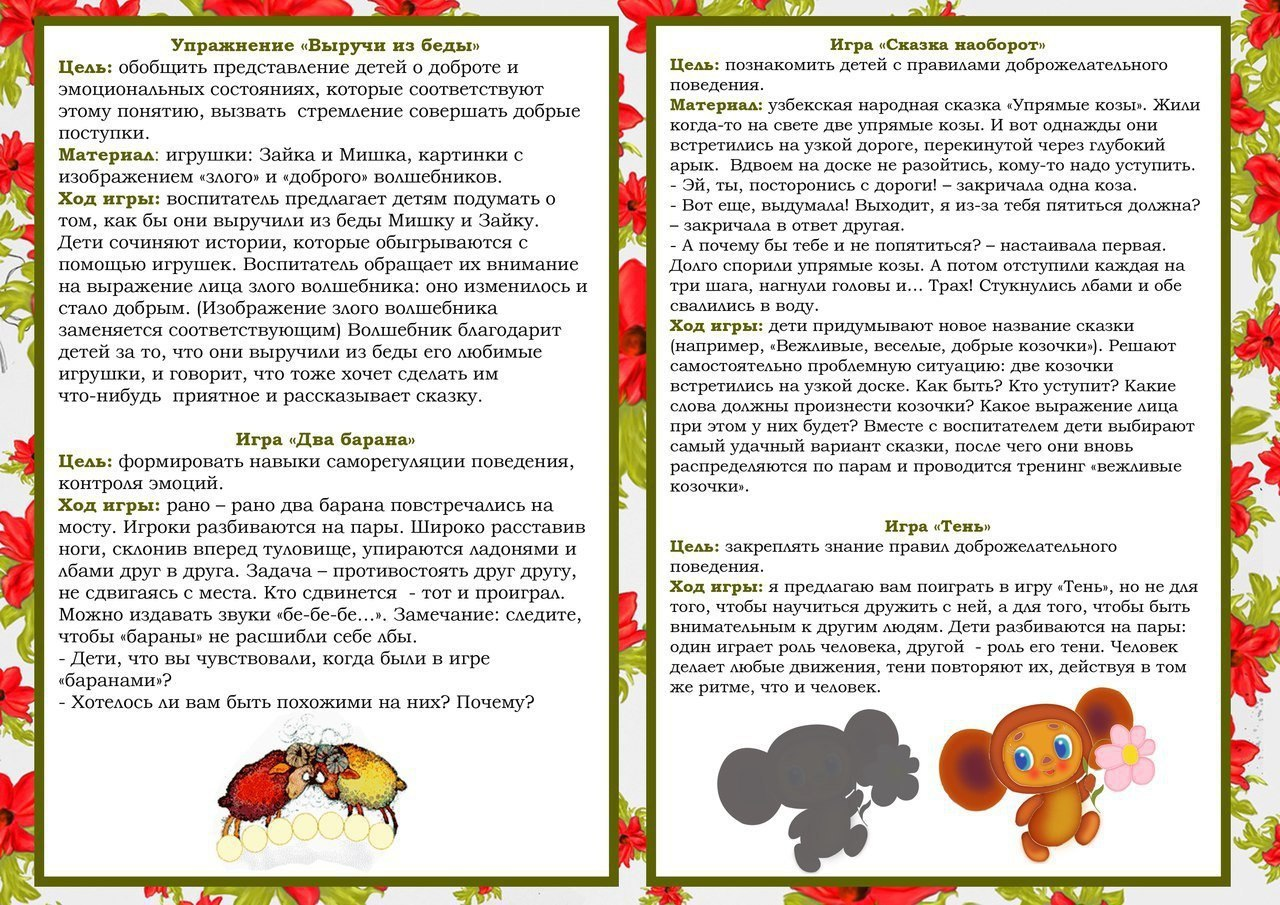 Упражнение «Выручи из беды»
Цель: обобщить представление детей о доброте и
эмоциональных состояниях, которые соответствуют
этому понятию, вызвать  стремление совершать добрые
поступки.
Материал: игрушки: Зайка и Мишка, картинки с
изображением «злого» и «доброго» волшебников.
Ход игры: воспитатель предлагает детям подумать о
том, как бы они выручили из беды Мишку и Зайку.
Дети сочиняют истории, которые обыгрываются с
помощью игрушек. Воспитатель обращает их внимание
на выражение лица злого волшебника: оно изменилось и
стало добрым. (Изображение злого волшебника
заменяется соответствующим) Волшебник благодарит
детей за то, что они выручили из беды его любимые
игрушки, и говорит, что тоже хочет сделать им
что-нибудь  приятное и рассказывает сказку.
Игра «Два барана»
Цель: формировать навыки саморегуляции поведения,
контроля эмоций.
Ход игры: рано – рано два барана повстречались на
мосту. Игроки разбиваются на пары. Широко расставив
ноги, склонив вперед туловище, упираются ладонями и
лбами друг в друга. Задача – противостоять друг другу,
не сдвигаясь с места. Кто сдвинется  - тот и проиграл.
Можно издавать звуки «бе-бе-бе…». Замечание: следите,
чтобы «бараны» не расшибли себе лбы.
- Дети, что вы чувствовали, когда были в игре
«баранами»?
- Хотелось ли вам быть похожими на них? Почему?
Игра «Сказка наоборот»
Цель: познакомить детей с правилами доброжелательного
поведения.
Материал: узбекская народная сказка «Упрямые козы». Жили
когда-то на свете две упрямые козы. И вот однажды они
встретились на узкой дороге, перекинутой через глубокий
арык.  Вдвоем на доске не разойтись, кому-то надо уступить.
- Эй, ты, посторонись с дороги! – закричала одна коза.
- Вот еще, выдумала! Выходит, я из-за тебя пятиться должна?
– закричала в ответ другая.
- А почему бы тебе и не попятиться? – настаивала первая.
Долго спорили упрямые козы. А потом отступили каждая на
три шага, нагнули головы и… Трах! Стукнулись лбами и обе
свалились в воду.
Ход игры: дети придумывают новое название сказки
(например, «Вежливые, веселые, добрые козочки»). Решают
самостоятельно проблемную ситуацию: две козочки
встретились на узкой доске. Как быть? Кто уступит? Какие
слова должны произнести козочки? Какое выражение лица
при этом у них будет? Вместе с воспитателем дети выбирают
самый удачный вариант сказки, после чего они вновь
распределяются по парам и проводится тренинг «вежливые
козочки».
Игра «Тень»
Цель: закреплять знание правил доброжелательного
поведения.
Ход игры: я предлагаю вам поиграть в игру «Тень», но не для
того, чтобы научиться дружить с ней, а для того, чтобы быть
внимательным к другим людям. Дети разбиваются на пары:
один играет роль человека, другой  - роль его тени. Человек
делает любые движения, тени повторяют их, действуя в том
же ритме, что и человек.